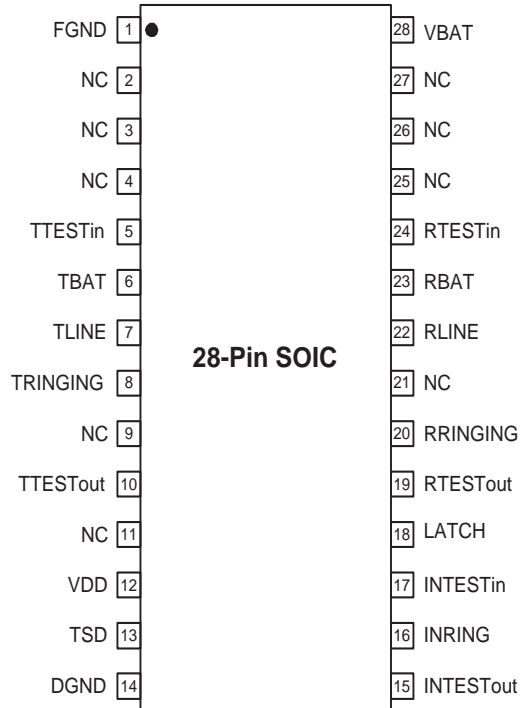 FGND 1 28 VBAT
NC 2 27 NC
NC 3 26 NC
NC 4 25 NC
TTESTin 5 24 RTESTin
TBAT 6 23 RBAT
TLINE 7 22 RLINE
28-Pin SOIC
TRINGING 8 21 NC
NC 9 20 RRINGING
TTESTout 10 19 RTESTout
NC 11 18 LATCH
VDD 12 17 INTESTin
TSD 13 16 INRING
DGND 14 15 INTESTout